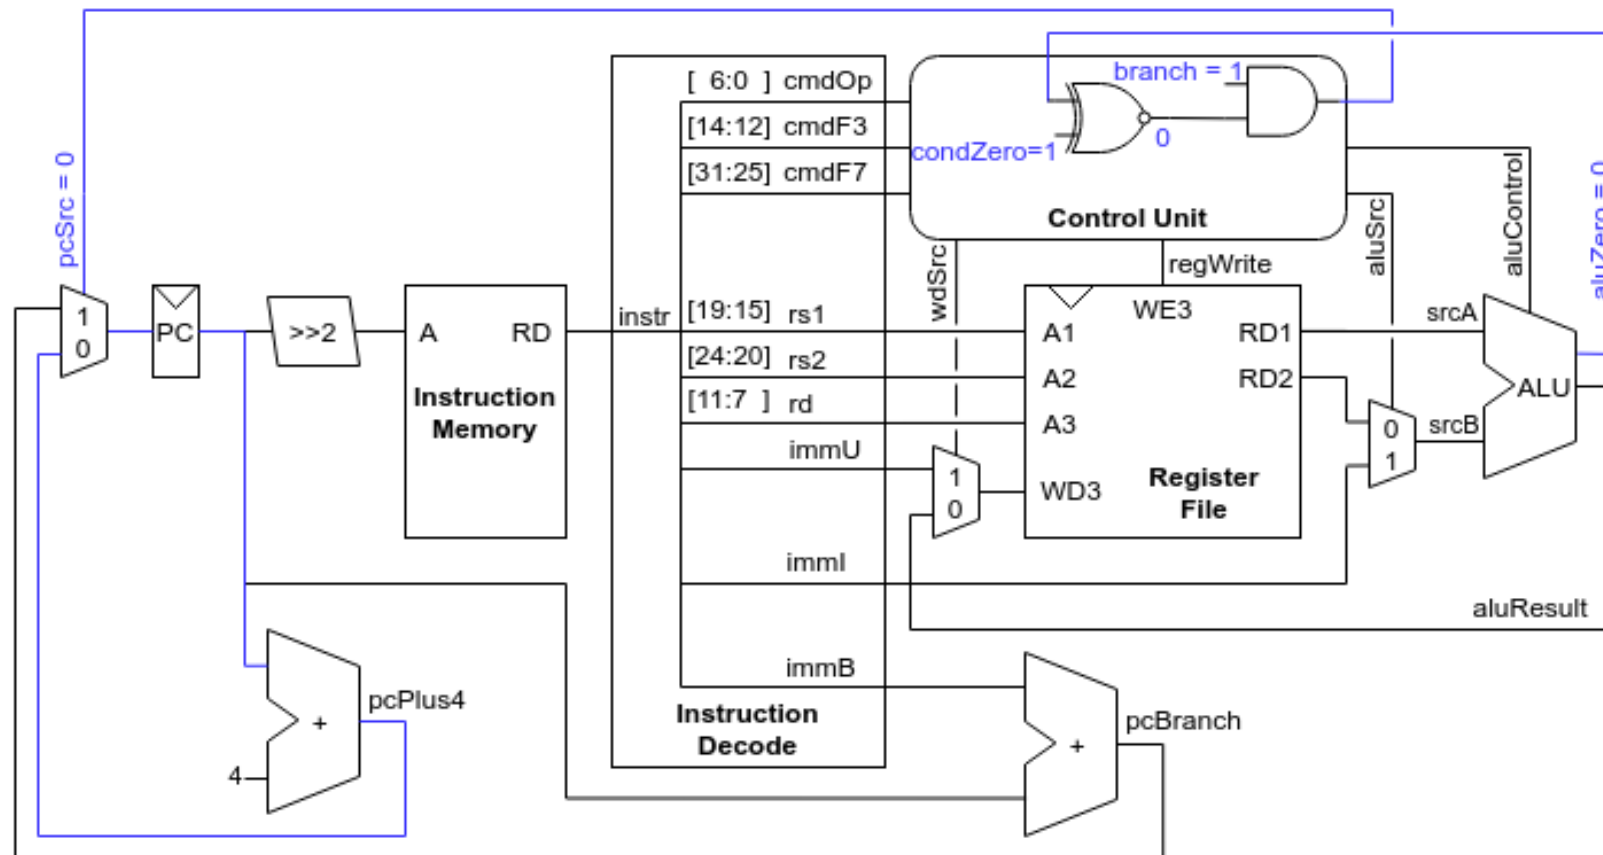 branch = 1
[ 6:0 ] cmdOp
[14:12] cmdF3
condZero=1
0
[31:25] cmdF7
pcSrc = 0
Control Unit
aluSrc
aluControl
aluZero = 0
wdSrc
regWrite
1
0
PC
>>2
A
RD
Instruction
Memory
instr
[19:15] rs1
[24:20] rs2
[11:7 ] rd
immU
1
0
WE3
A1
RD1
A2
RD2
A3
WD3
Register
File
srcA
srcB
0
1
ALU
immI
aluResult
immB
pcPlus4
+
4
Instruction
Decode
+
pcBranch